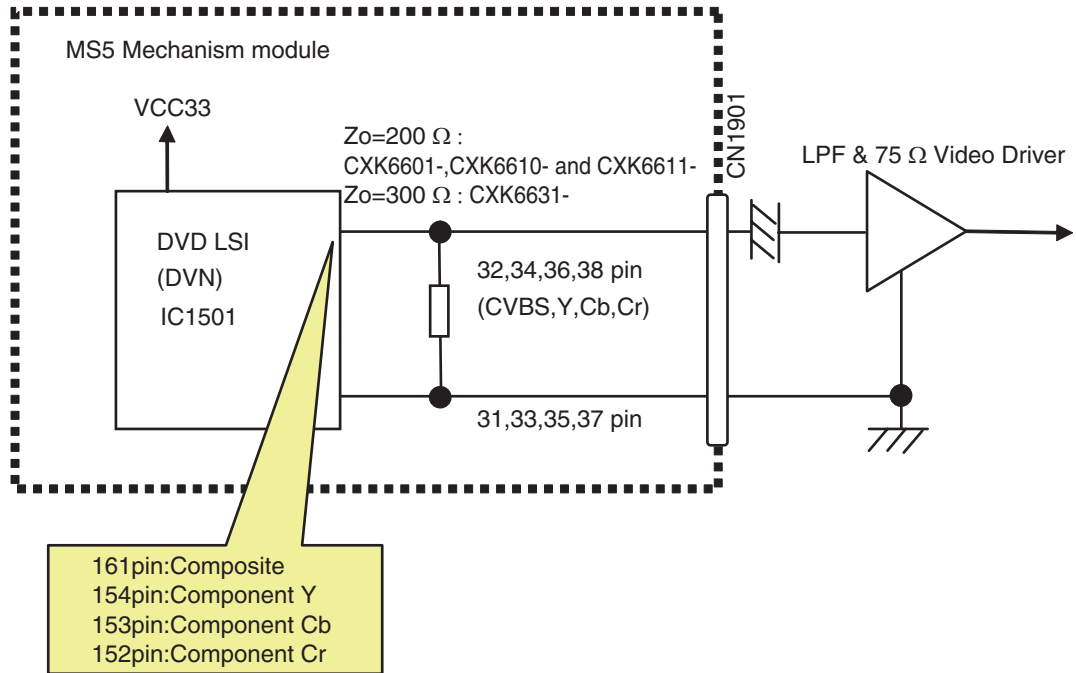 MS5 Mechanism module
VCC33
Zo=200 Ω :
CXK6601-,CXK6610- and CXK6611-
Zo=300 Ω : CXK6631-
CN1901
LPF & 75 Ω Video Driver
DVD LSI
(DVN)
IC1501
32,34,36,38 pin
(CVBS,Y,Cb,Cr)
31,33,35,37 pin
161pin:Composite
154pin:Component Y
153pin:Component Cb
152pin:Component Cr